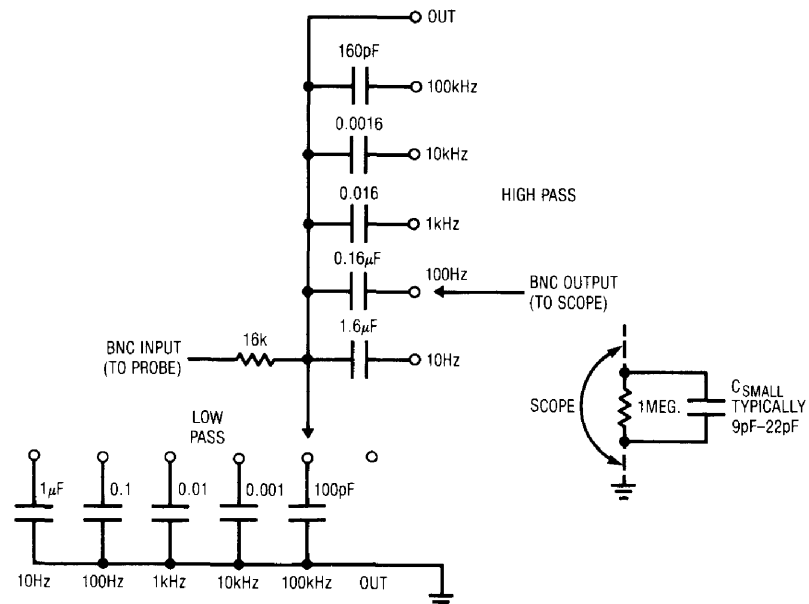 OUT
160pF
100kHz
0.0016
10kHz
0.016
1kHz
HIGH PASS
0.16µF
100Hz
BNC OUTPUT
(TO SCOPE)
1.6µF
10Hz
16k
BNC INPUT
(TO PROBE)
LOW
PASS
1µF
0.1
0.01
0.001
100pF
10Hz
100Hz
1kHz
10kHz
100kHz
OUT
SCOPE
1MEG.
CSMALL
TYPICALLY
9pF–22pF